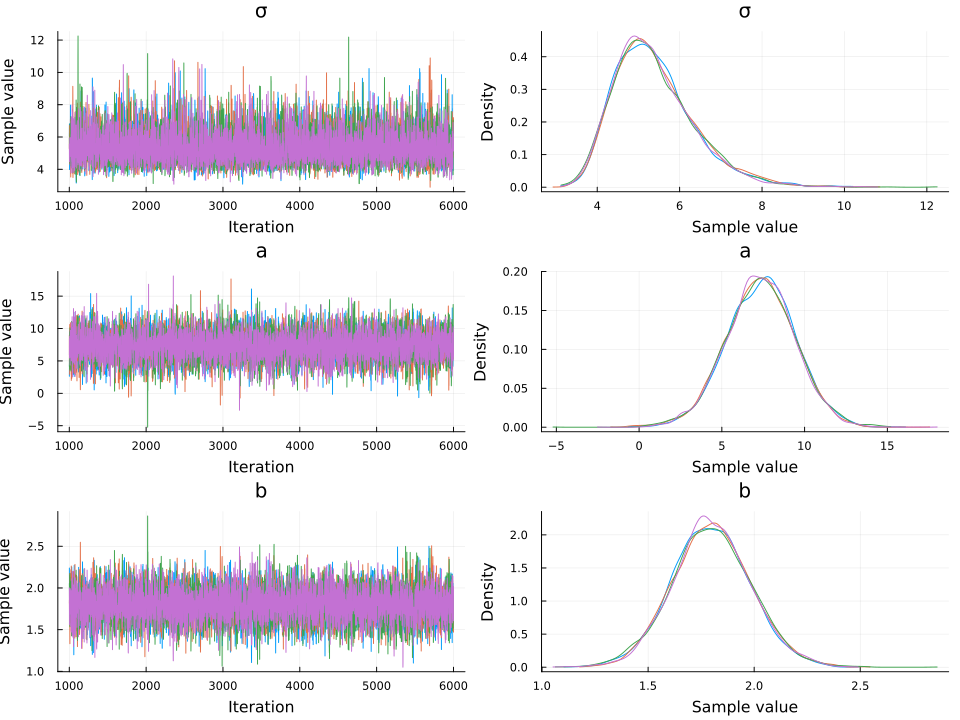 σ
Sample value
12
10
8
6
4
1000 2000 3000 4000 5000 6000
Iteration
σ
Density
0.4
0.3
0.2
0.1
0.0
4 6 8 10 12
Sample value
a
Sample value
15
10
5
0
−5
1000 2000 3000 4000 5000 6000
Iteration
a
Density
0.20
0.15
0.10
0.05
0.00
−5 0 5 10 15
Sample value
b
Sample value
2.5
2.0
1.5
1.0
1000 2000 3000 4000 5000 6000
Iteration
b
Density
2.0
1.5
1.0
0.5
0.0
1.0 1.5 2.0 2.5
Sample value